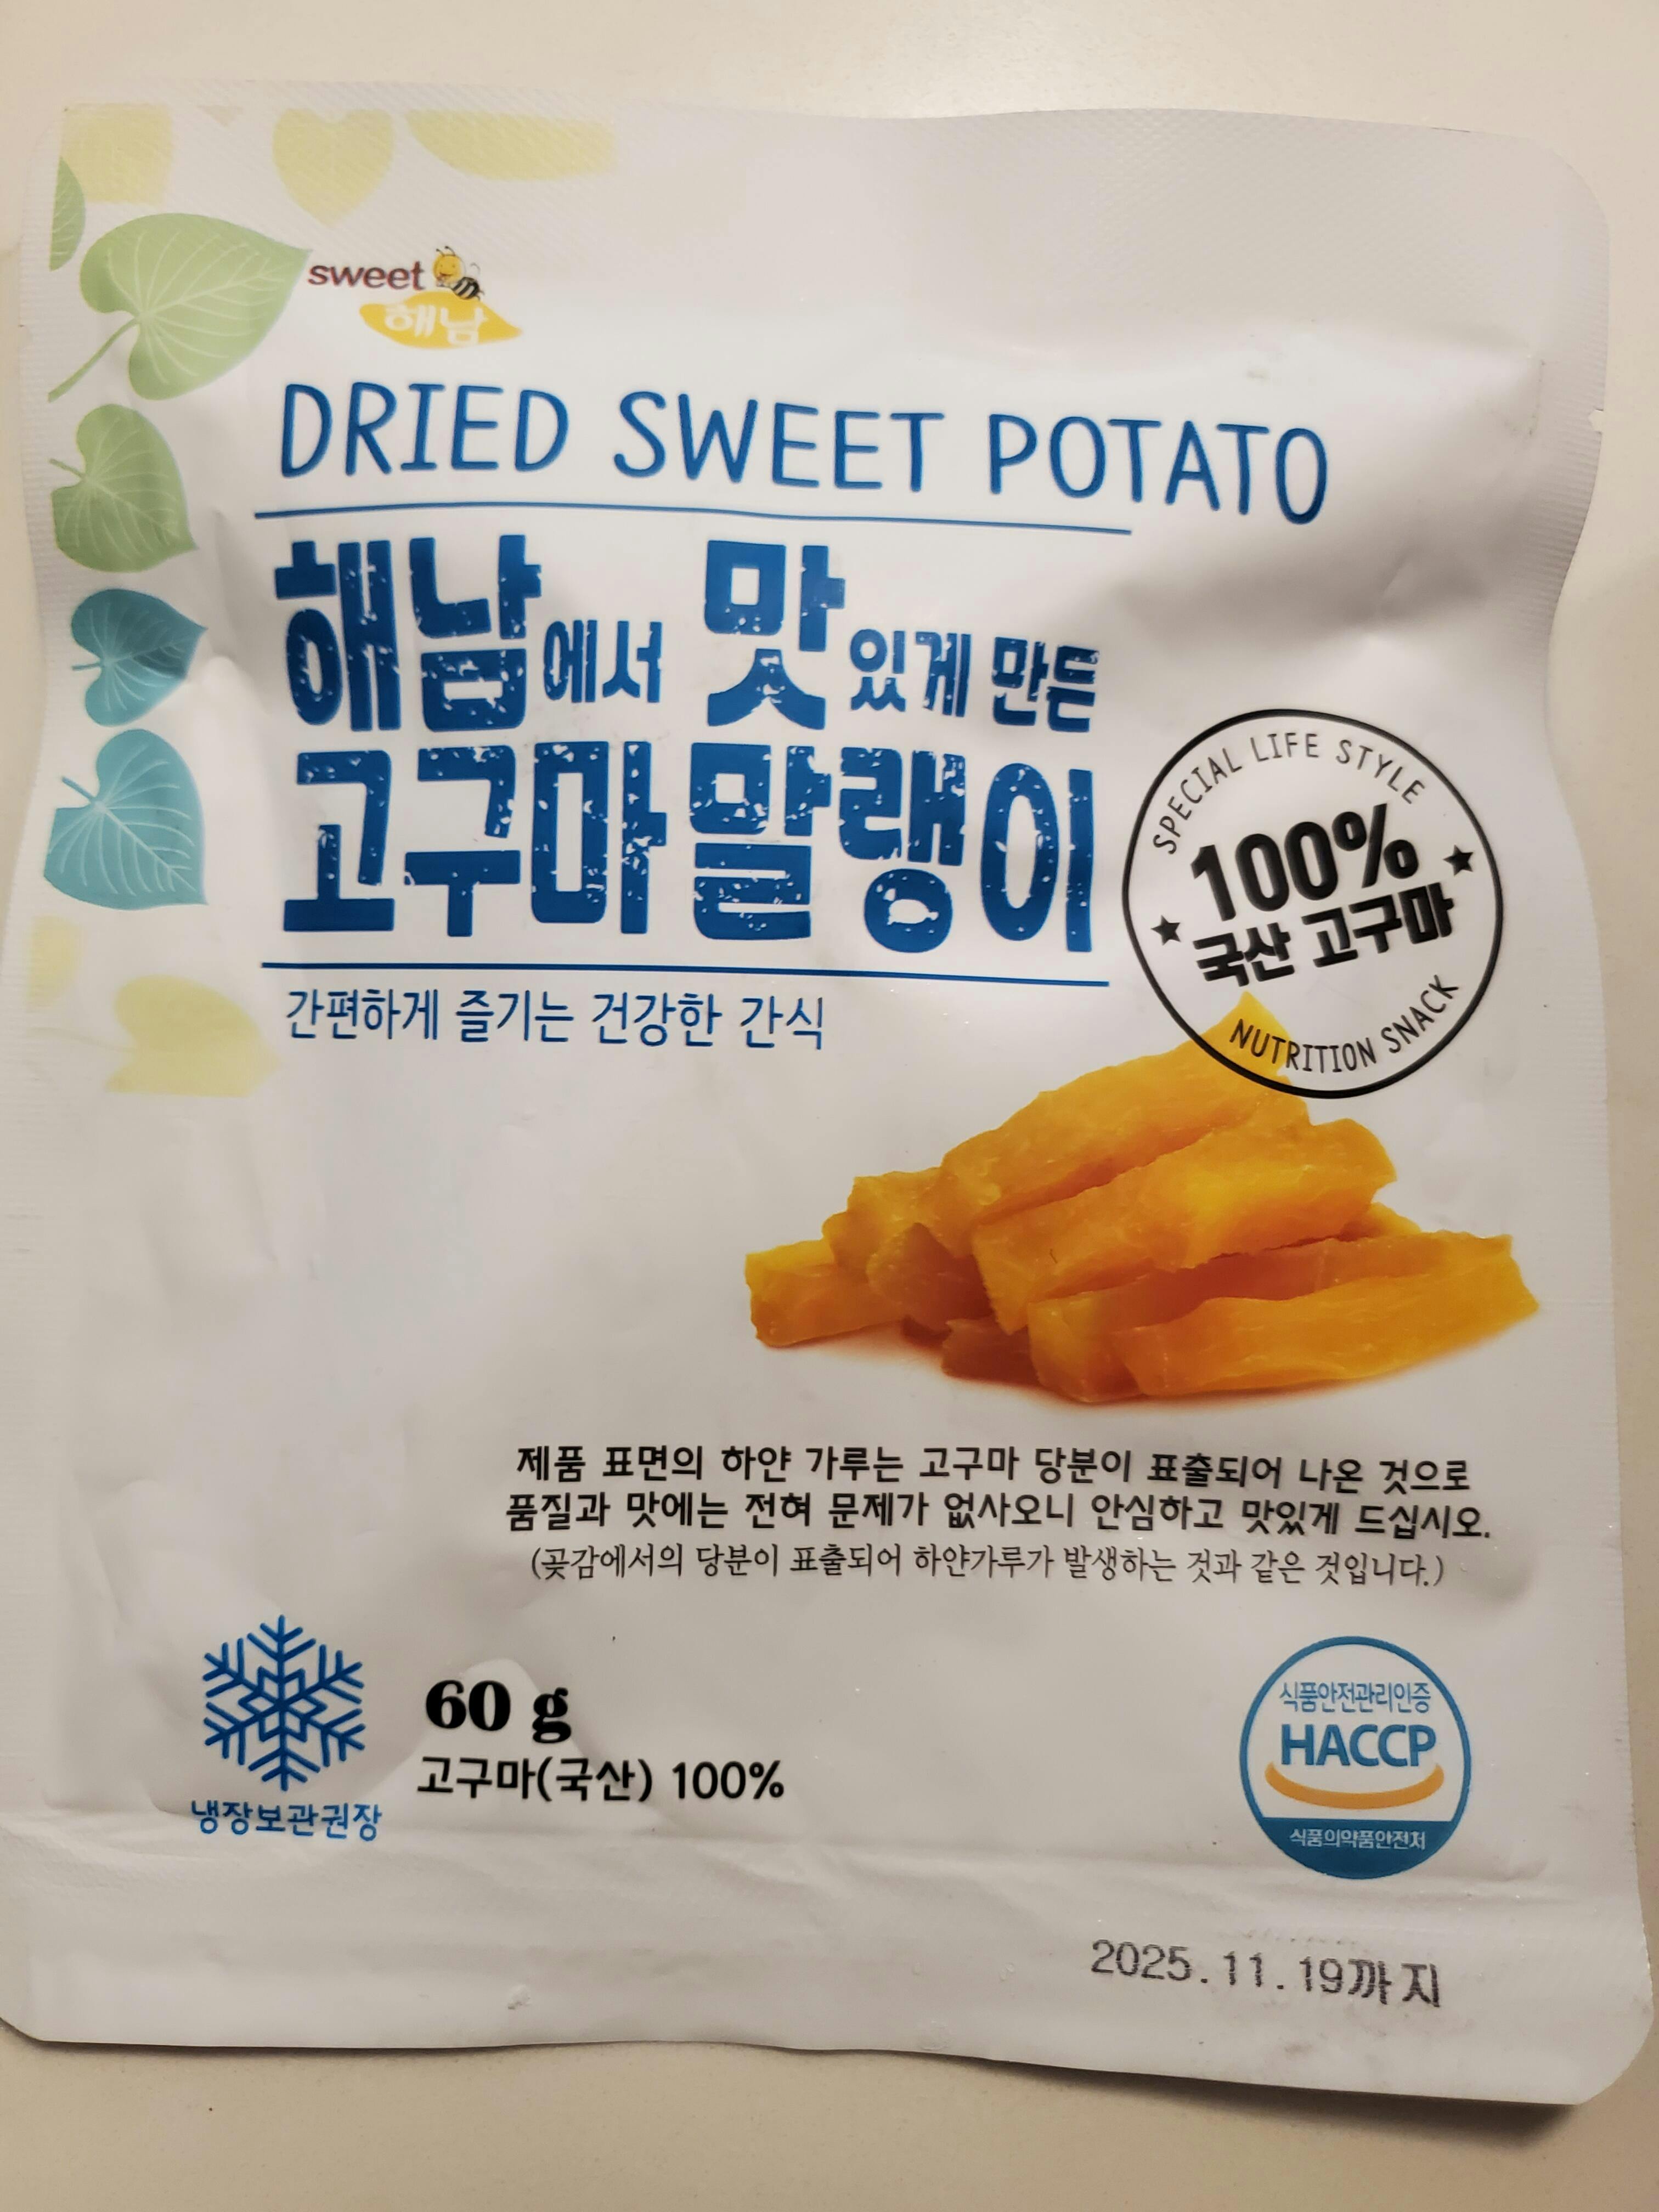 sweet
해남
DRIED SWEET POTATO
해남에서 맛있게 만든
고구마 말랭이
간편하게 즐기는 건강한 간식
SPECIAL LIFE STYLE
100%
국산 고구마
NUTRITION SNACK
제품 표면의 하얀 가루는 고구마 당분이 표출되어 나온 것으로
품질과 맛에는 전혀 문제가 없사오니 안심하고 맛있게 드십시오.
(곶감에서의 당분이 표출되어 하얀가루가 발생하는 것과 같은 것입니다.)
60 g
고구마(국산) 100%
냉장보관권장
식품안전관리인증
HACCP
식품의약품안전처
2025.11.19까지